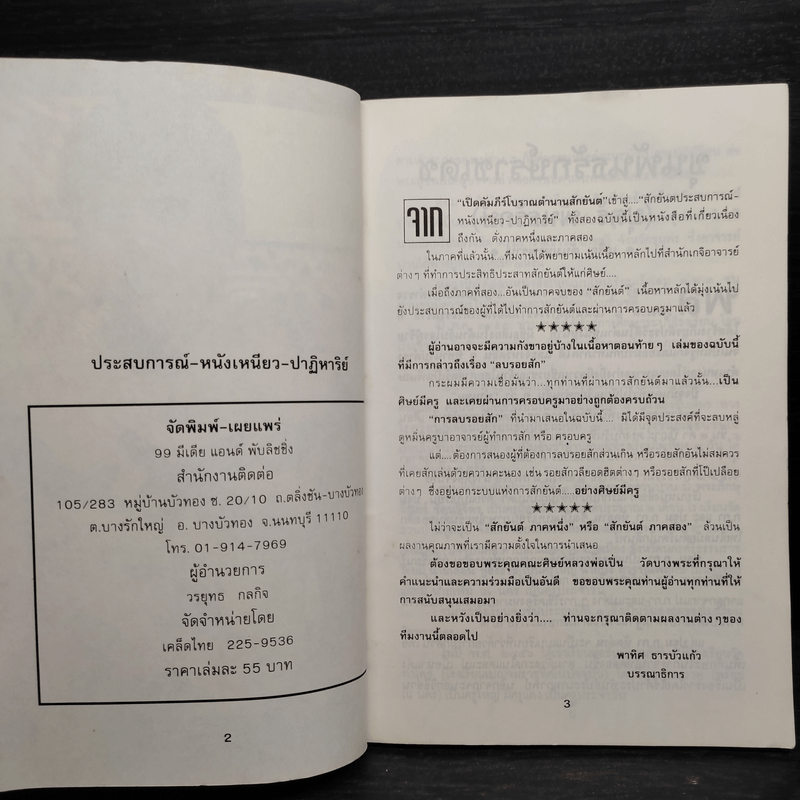 ประสบการณ์-หนังเหนียว-ปาฏิหาริย์
จัดพิมพ์-เผยแพร่
99 มีเดีย แอนด์ พับลิชชิ่ง
สำนักงานติดต่อ
105/283 หมู่บ้านบัวทอง ซ. 20/10 ถ.ตลิ่งชัน-บางบัวทอง
ต.บางรักใหญ่ อ. บางบัวทอง จ.นนทบุรี 11110
โทร. 01-914-7969
ผู้อำนวยการ
วรยุทธ กลกิจ
จัดจำหน่ายโดย
เคล็ดไทย 225-9536
ราคาเล่มละ 55 บาท
2
จาก "เปิดคัมภีร์โบราณตำนานสักยันต์"เข้าสู่...."สักยันตประสบการณ์-
หนังเหนียว-ปาฏิหาริย์" ทั้งสองฉบับนี้เป็นหนังสือที่เกี่ยวเนื่อง
ถึงกัน ดั่งภาคหนึ่งและภาคสอง
ในภาคที่แล้วนั้น....ทีมงานได้พยายามเน้นเนื้อหาหลักไปที่สำนักเกจิอาจารย์
ต่างๆ ที่ทำการประสิทธิประสาทสักยันต์ให้แก่ศิษย์....
เมื่อถึงภาคที่สอง...อันเป็นภาคจบของ "สักยันต์" เนื้อหาหลักได้มุ่งเน้นไป
ยังประสบการณ์ของผู้ที่ได้ไปทำการสักยันต์และผ่านการครอบครูมาแล้ว
★★★★★
ผู้อ่านอาจจะมีความกังขาอยู่บ้างในเนื้อหาตอนท้ายๆ เล่มของฉบับนี้
ที่มีการกล่าวถึงเรื่อง "ลบรอยสัก"
กระผมมีความเชื่อมั่นว่า...ทุกท่านที่ผ่านการสักยันต์มาแล้วนั้น...เป็น
ศิษย์มีครู และเคยผ่านการครอบครูมาอย่างถูกต้องครบถ้วน
"การลบรอยสัก" ที่นำมาเสนอในฉบับนี้.... มิได้มีจุดประสงค์ที่จะลบหลู่
ดูหมิ่นครูบาอาจารย์ผู้ทำการสัก หรือ ครอบครู
แต่....ต้องการสนองผู้ที่ต้องการลบรอยสักส่วนเกิน หรือรอยสักอันไม่สมควร
ที่เคยสักเล่นด้วยความคะนอง เช่น รอยสักวลียอดฮิตต่างๆ หรือรอยสักที่โป๊เปลือย
ต่างๆ ซึ่งอยู่นอกระบบแห่งการสักยันต์.....อย่างศิษย์มีครู
★★★★★
ไม่ว่าจะเป็น "สักยันต์ ภาคหนึ่ง" หรือ "สักยันต์ ภาคสอง" ล้วนเป็น
ผลงานคุณภาพที่เรามีความตั้งใจในการนำเสนอ
ต้องขอขอบพระคุณคณะศิษย์หลวงพ่อเปิ่น วัดบางพระที่กรุณาให้
คำแนะนำและความร่วมมือเป็นอันดี ขอขอบพระคุณท่านผู้อ่านทุกท่านที่ให้
การสนับสนุนเสมอมา
และหวังเป็นอย่างยิ่งว่า.... ท่านจะกรุณาติดตามผลงานต่างๆของ
ทีมงานนี้ตลอดไป
พาทิศ ธารบัวแก้ว
บรรณาธิการ
3